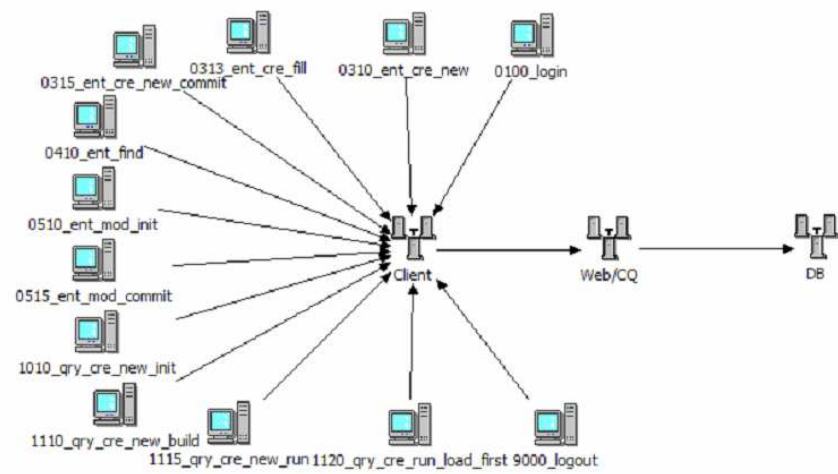 0315_ent_cre_new_commit
0313_ent_cre_fill
0310_ent_cre_new
0100_login
0410_ent_find
0510_ent_mod_init
0515_ent_mod_commit
1010_qry_cre_new_init
1110_qry_cre_new_build
1115_qry_cre_new_run
1120_qry_cre_run_load_first
9000_logout
Client
Web/CQ
DB